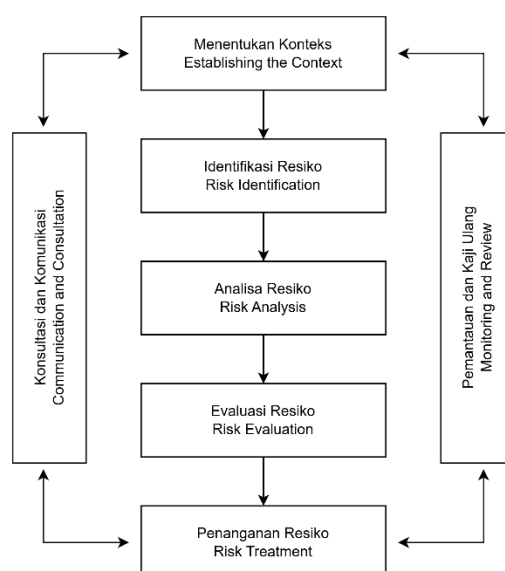 Menentukan Konteks
Establishing the Context
Konsultasi dan Komunikasi
Communication and Consultation
Identifikasi Resiko
Risk Identification
Analisa Resiko
Risk Analysis
Evaluasi Resiko
Risk Evaluation
Penanganan Resiko
Risk Treatment
Pemantauan dan Kaji Ulang
Monitoring and Review